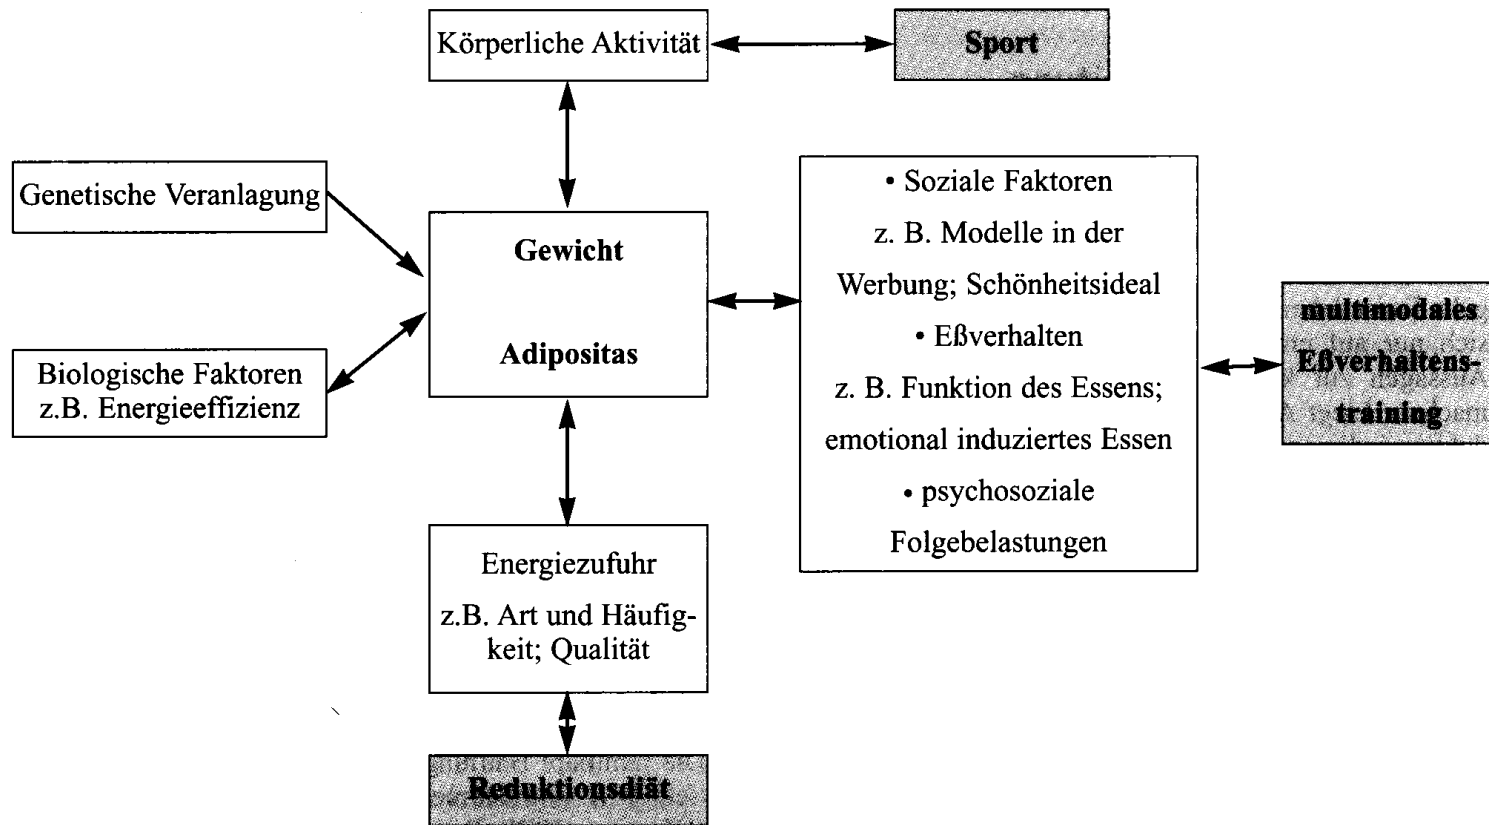 Körperliche Aktivität
Sport
Genetische Veranlagung
Gewicht
Adipositas
Biologische Faktoren
z.B. Energieeffizienz
• Soziale Faktoren
z. B. Modelle in der
Werbung; Schönheitsideal
• Eßverhalten
z. B. Funktion des Essens;
emotional induziertes Essen
• psychosoziale
Folgebelastungen
multimodales
Eßverhaltens-
training
Energiezufuhr
z.B. Art und Häufig-
keit; Qualität
Reduktionsdiät